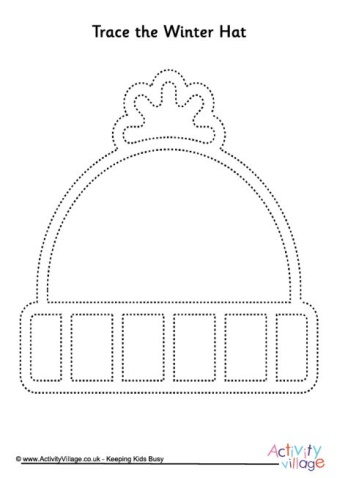 Trace the Winter Hat
© www.ActivityVillage.co.uk - Keeping Kids Busy
Activity
village